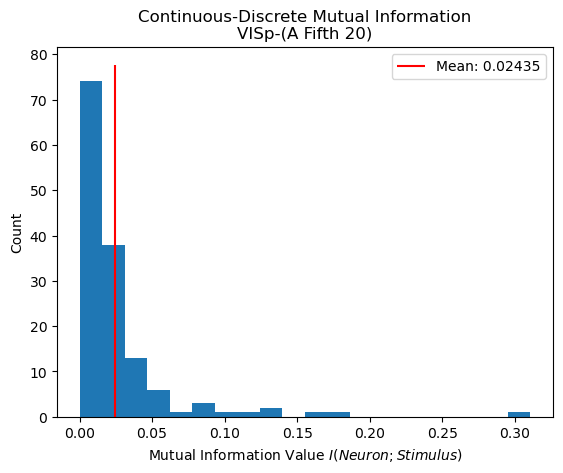 Continuous-Discrete Mutual Information
VISp-(A Fifth 20)
Mean: 0.02435
80
70
60
50
40
30
20
10
0
Count
0.00 0.05 0.10 0.15 0.20 0.25 0.30
Mutual Information Value I(Neuron; Stimulus)